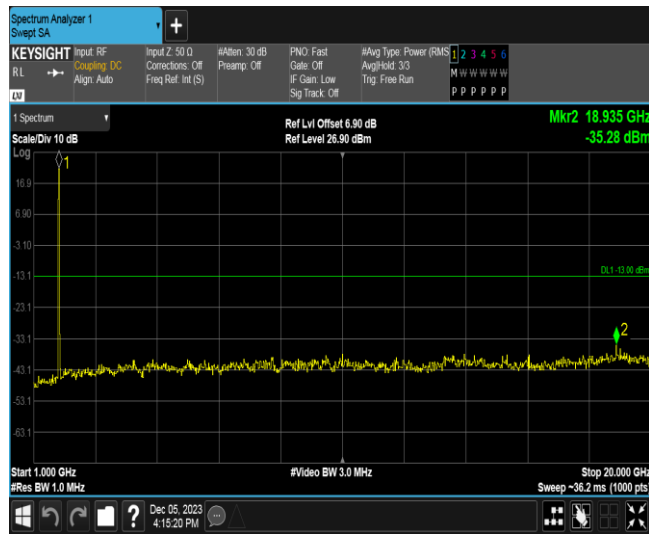 Spectrum Analyzer 1
Swept SA
KEYSIGHT
RL
LXI
Input: RF
Coupling: DC
Align: Auto
Input Z: 50 Ω
Corrections: Off
Freq Ref: Int (S)
#Atten: 30 dB
Preamp: Off
PNO: Fast
Gate: Off
IF Gain: Low
Sig Track: Off
#Avg Type: Power (RMS
Avg|Hold: 3/3
Trig: Free Run
1 2 3 4 5 6
M W W W W W
P P P P P P
1 Spectrum
Scale/Div 10 dB
Log
Ref Lvl Offset 6.90 dB
Ref Level 26.90 dBm
Mkr2 18.935 GHz
-35.28 dBm
1
16.9
6.90
-3.10
-13.1
DL1 -13.00 dBm
-23.1
-33.1
2
-43.1
-53.1
-63.1
Start 1.000 GHz
#Res BW 1.0 MHz
#Video BW 3.0 MHz
Stop 20.000 GHz
Sweep ~36.2 ms (1000 pts)
?
Dec 05, 2023
4:15:20 PM